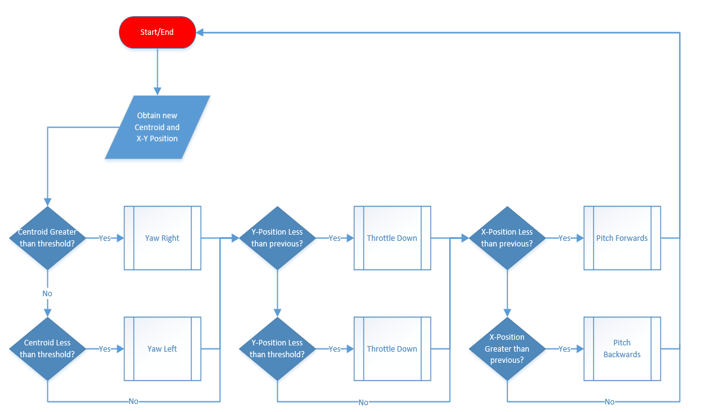 Start/End
Obtain new
Centroid and
X-Y Position
Centroid Greater
than threshold?
Yes
Yaw Right
Y-Position Less
than previous?
Yes
Throttle Down
X-Position Less
than previous?
Yes
Pitch Forwards
No
Centroid Less
than threshold?
Yes
Yaw Left
Y-Position Less
than threshold?
Yes
Throttle Down
X-Position
Greater than
previous?
Yes
Pitch
Backwards
No
No
No